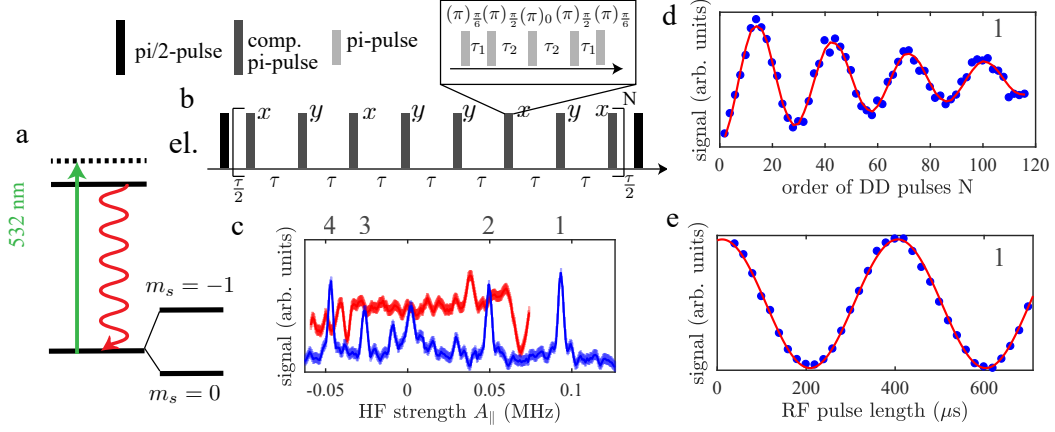 pi/2-pulse
comp.
pi-pulse
pi-pulse
(π)π/6 (π)π/2 (π)0 (π)π/2 (π)π/6
τ1 τ2 τ2 τ1
b
el.
x y x y y x y x N
τ/2 τ τ τ τ τ τ τ τ/2
a
532 nm
ms = −1
ms = 0
c
4 3 2 1
signal (arb. units)
−0.05 0 0.05 0.1
HF strength A∥ (MHz)
d
1
signal (arb. units)
0 20 40 60 80 100 120
order of DD pulses N
e
1
signal (arb. units)
0 200 400 600
RF pulse length (μs)